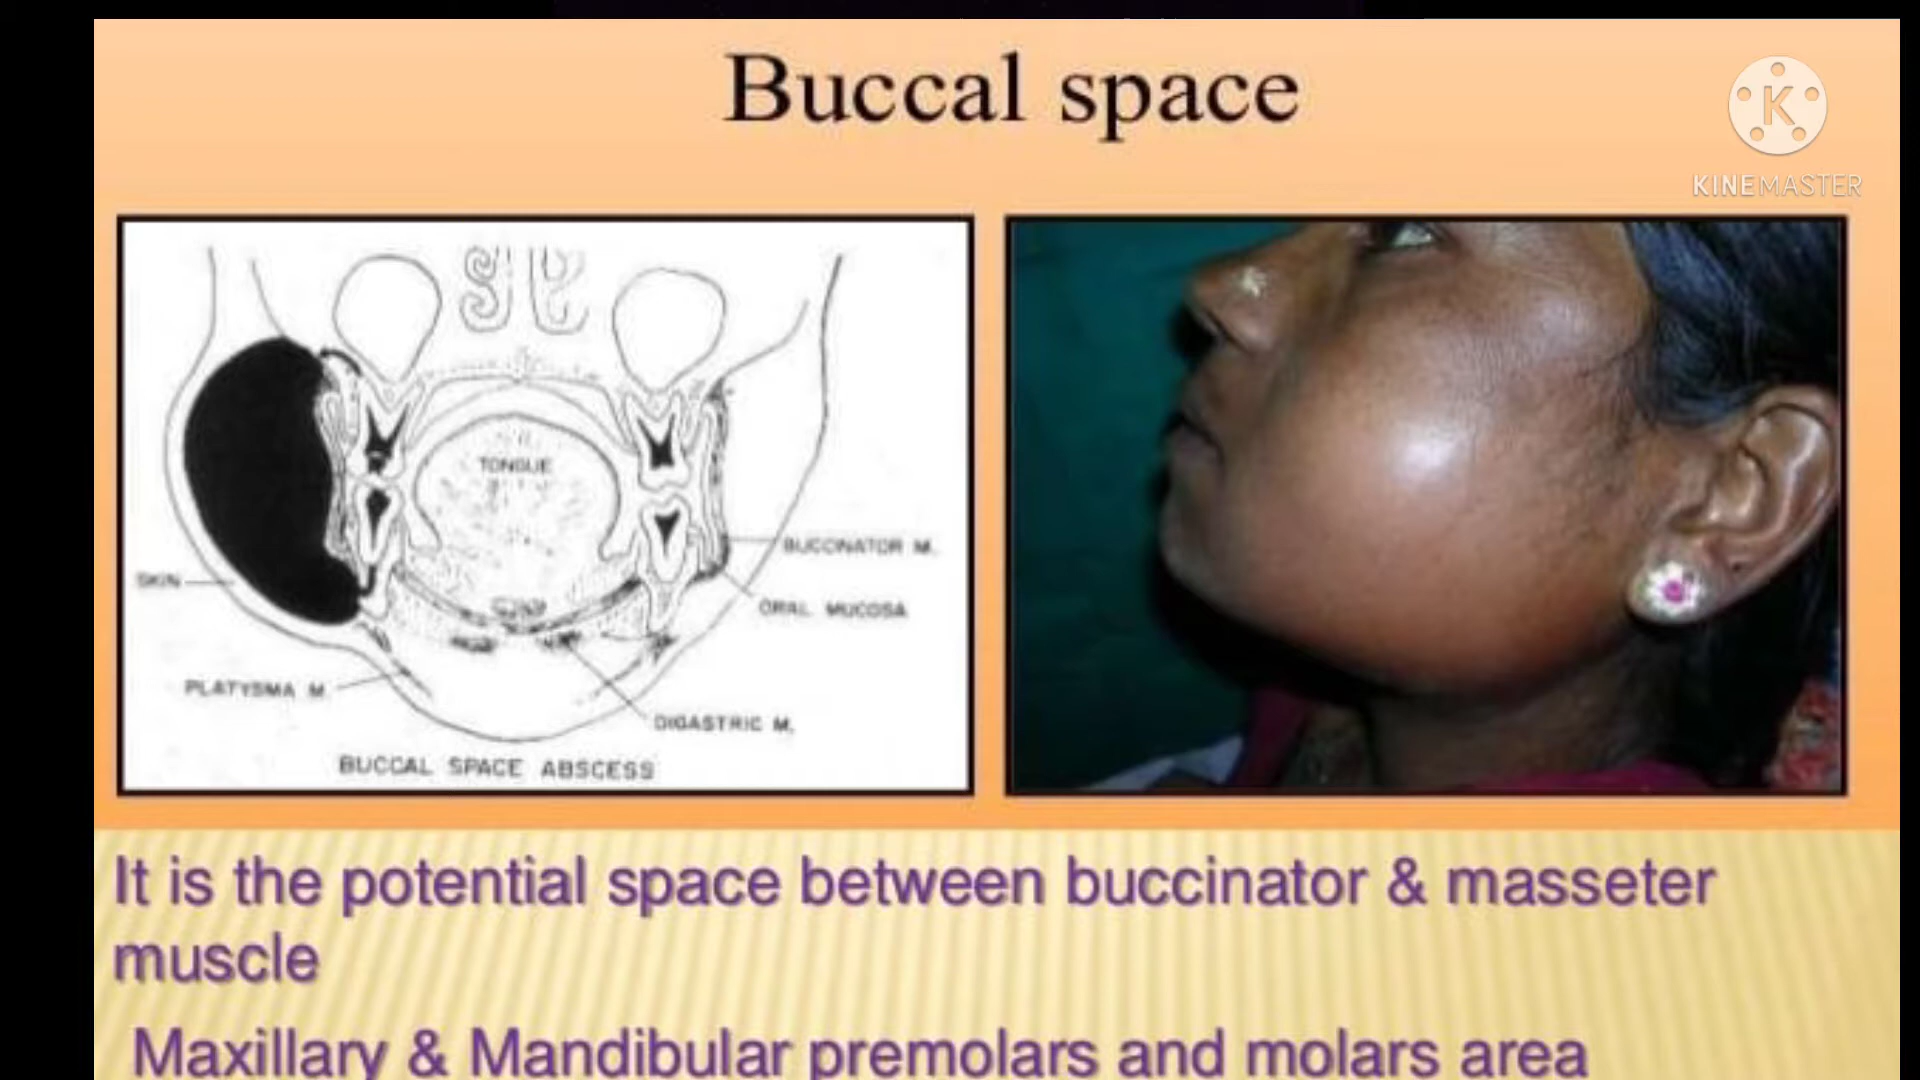 Buccal space
K
KINEMASTER
TONGUE
BUCCINATOR M.
SKIN
ORAL MUCOSA
PLATYSMA M
DIGASTRIC M.
BUCCAL SPACE ABSCESS
It is the potential space between buccinator & masseter
muscle
Maxillary & Mandibular premolars and molars area